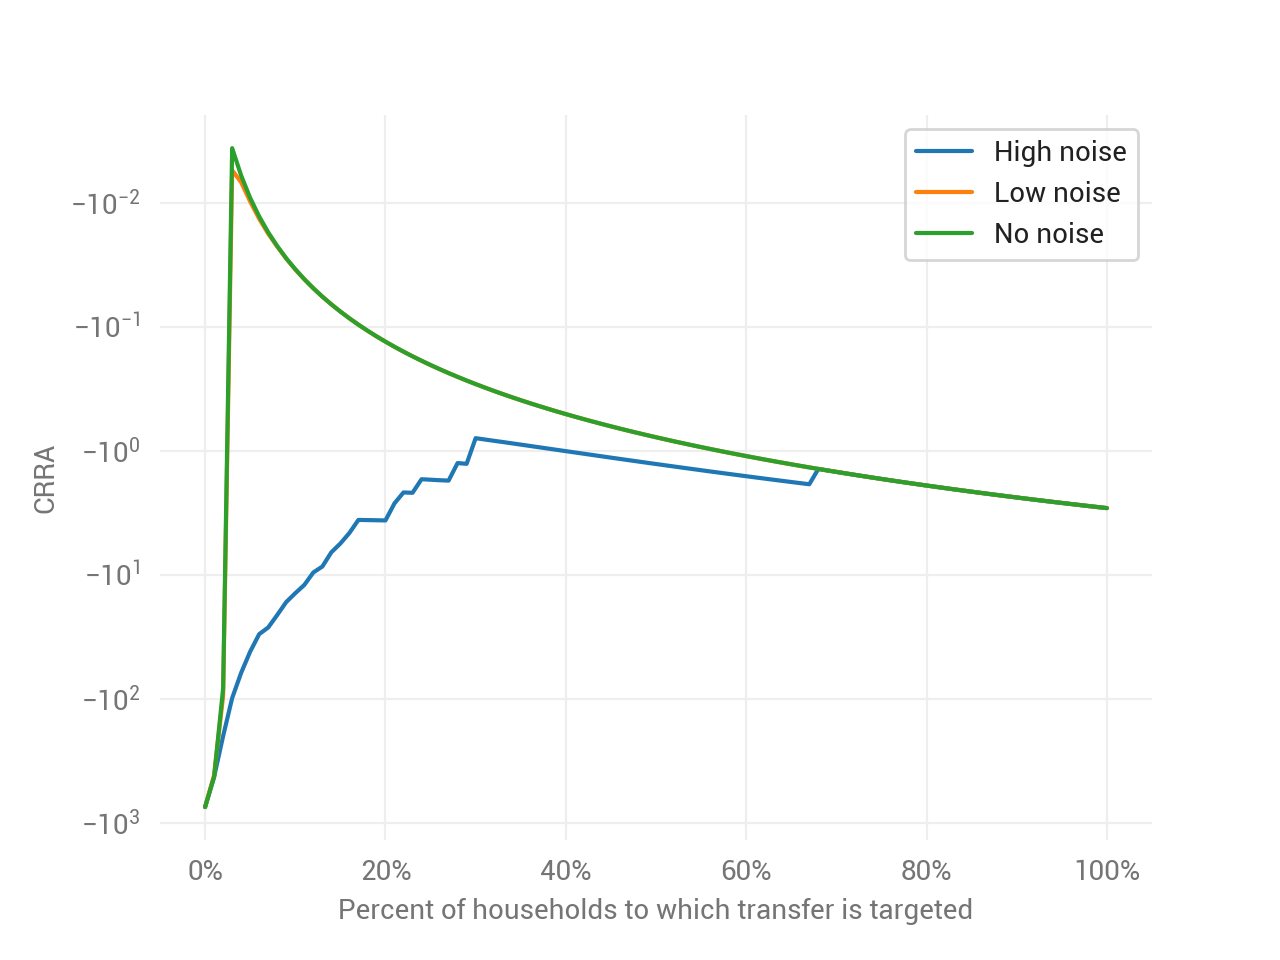 High noise
Low noise
No noise
−10⁻²
−10⁻¹
−10⁰
−10¹
−10²
−10³
CRRA
0% 20% 40% 60% 80% 100%
Percent of households to which transfer is targeted